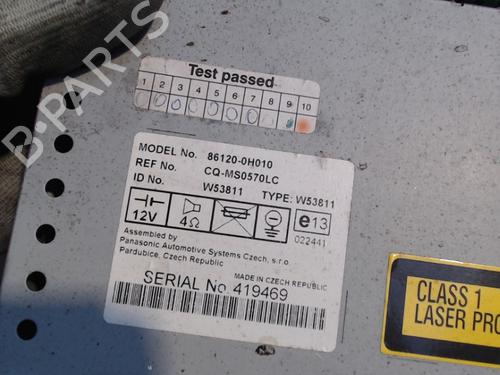 B-PARTS
Test passed
1 2 3 4 5 6 7 8 9 10
MODEL No. 86120-0H010
REF No. CQ-MS0570LC
ID No. W53811 TYPE: W53811
12V 4Ω e13
022441
Assembled by
Panasonic Automotive Systems Czech, s.r.o.
Pardubice, Czech Republic
MADE IN CZECH REPUBLIC
SERIAL No 419469
CLASS 1
LASER PRO